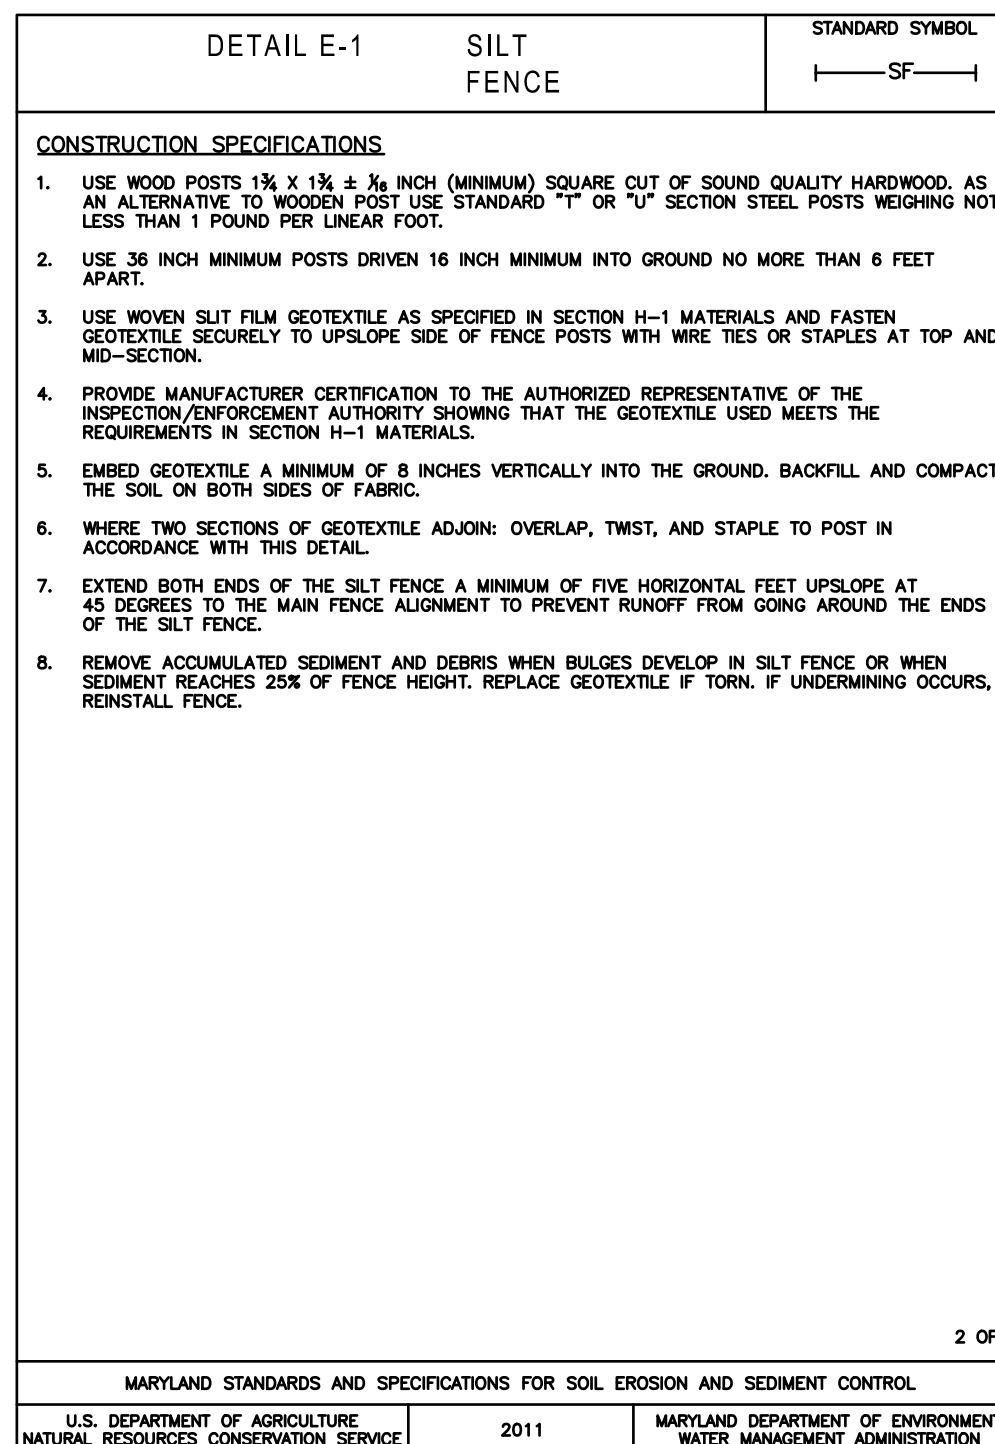 DETAIL E-1 SILT
FENCE
STANDARD SYMBOL
SF
CONSTRUCTION SPECIFICATIONS
1. USE WOOD POSTS 1¾ X 1¾ ± 1⁄16 INCH (MINIMUM) SQUARE CUT OF SOUND QUALITY HARDWOOD. AS
AN ALTERNATIVE TO WOODEN POST USE STANDARD "T" OR "U" SECTION STEEL POSTS WEIGHING NOT
LESS THAN 1 POUND PER LINEAR FOOT.
2. USE 36 INCH MINIMUM POSTS DRIVEN 16 INCH MINIMUM INTO GROUND NO MORE THAN 6 FEET
APART.
3. USE WOVEN SLIT FILM GEOTEXTILE AS SPECIFIED IN SECTION H-1 MATERIALS AND FASTEN
GEOTEXTILE SECURELY TO UPSLOPE SIDE OF FENCE POSTS WITH WIRE TIES OR STAPLES AT TOP AND
MID-SECTION.
4. PROVIDE MANUFACTURER CERTIFICATION TO THE AUTHORIZED REPRESENTATIVE OF THE
INSPECTION/ENFORCEMENT AUTHORITY SHOWING THAT THE GEOTEXTILE USED MEETS THE
REQUIREMENTS IN SECTION H-1 MATERIALS.
5. EMBED GEOTEXTILE A MINIMUM OF 8 INCHES VERTICALLY INTO THE GROUND. BACKFILL AND COMPACT
THE SOIL ON BOTH SIDES OF FABRIC.
6. WHERE TWO SECTIONS OF GEOTEXTILE ADJOIN: OVERLAP, TWIST, AND STAPLE TO POST IN
ACCORDANCE WITH THIS DETAIL.
7. EXTEND BOTH ENDS OF THE SILT FENCE A MINIMUM OF FIVE HORIZONTAL FEET UPSLOPE AT
45 DEGREES TO THE MAIN FENCE ALIGNMENT TO PREVENT RUNOFF FROM GOING AROUND THE ENDS
OF THE SILT FENCE.
8. REMOVE ACCUMULATED SEDIMENT AND DEBRIS WHEN BULGES DEVELOP IN SILT FENCE OR WHEN
SEDIMENT REACHES 25% OF FENCE HEIGHT. REPLACE GEOTEXTILE IF TORN. IF UNDERMINING OCCURS,
REINSTALL FENCE.
2 OF
MARYLAND STANDARDS AND SPECIFICATIONS FOR SOIL EROSION AND SEDIMENT CONTROL
U.S. DEPARTMENT OF AGRICULTURE
NATURAL RESOURCES CONSERVATION SERVICE
2011
MARYLAND DEPARTMENT OF ENVIRONMENT
WATER MANAGEMENT ADMINISTRATION